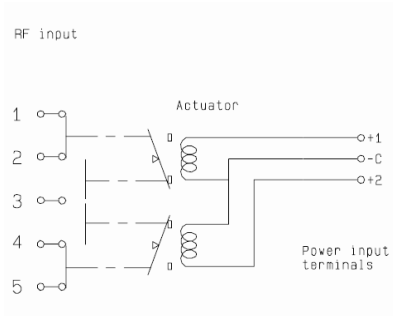 RF input
Actuator
1
2
3
4
5
+1
-C
+2
Power input
terminals